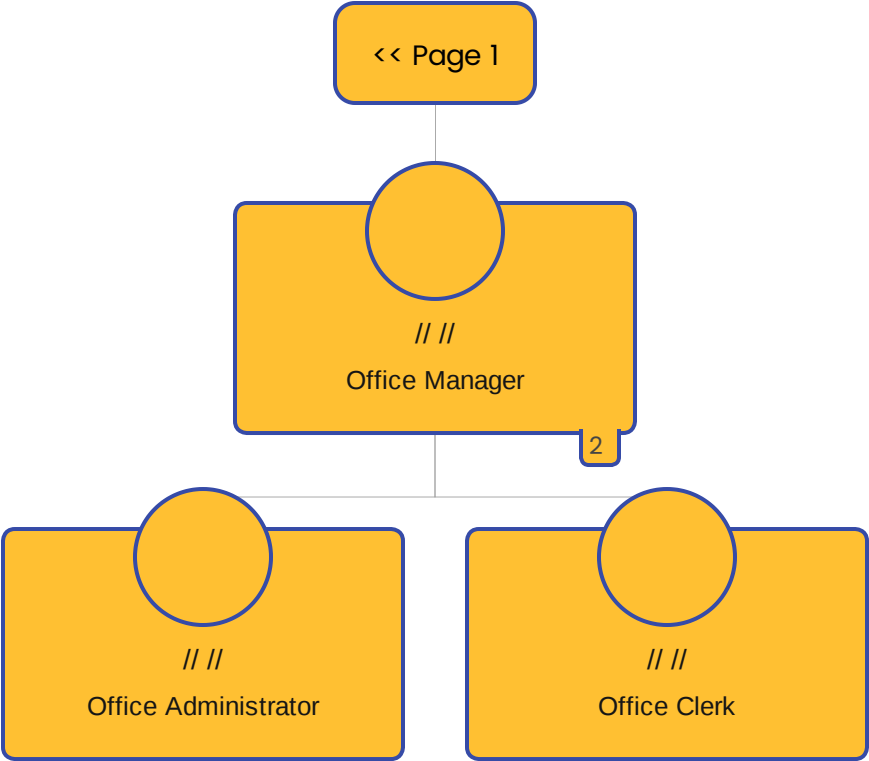 << Page 1
// //
Office Manager
2
// //
Office Administrator
// //
Office Clerk